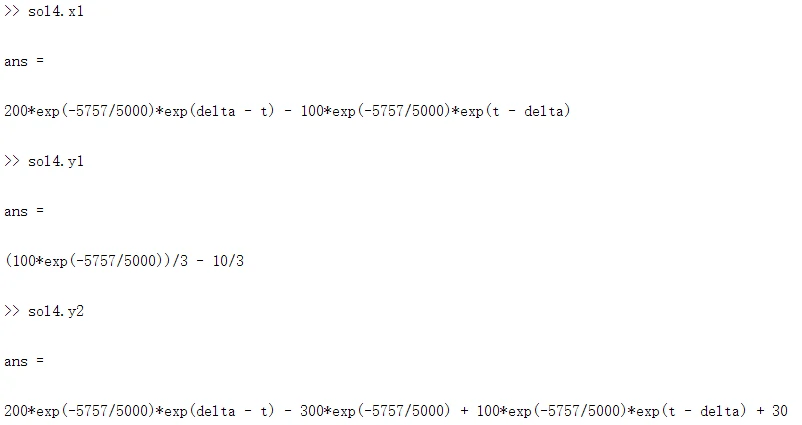 >> sol4.x1
ans =
200*exp(-5757/5000)*exp(delta - t) - 100*exp(-5757/5000)*exp(t - delta)
>> sol4.y1
ans =
(100*exp(-5757/5000))/3 - 10/3
>> sol4.y2
ans =
200*exp(-5757/5000)*exp(delta - t) - 300*exp(-5757/5000) + 100*exp(-5757/5000)*exp(t - delta) + 30